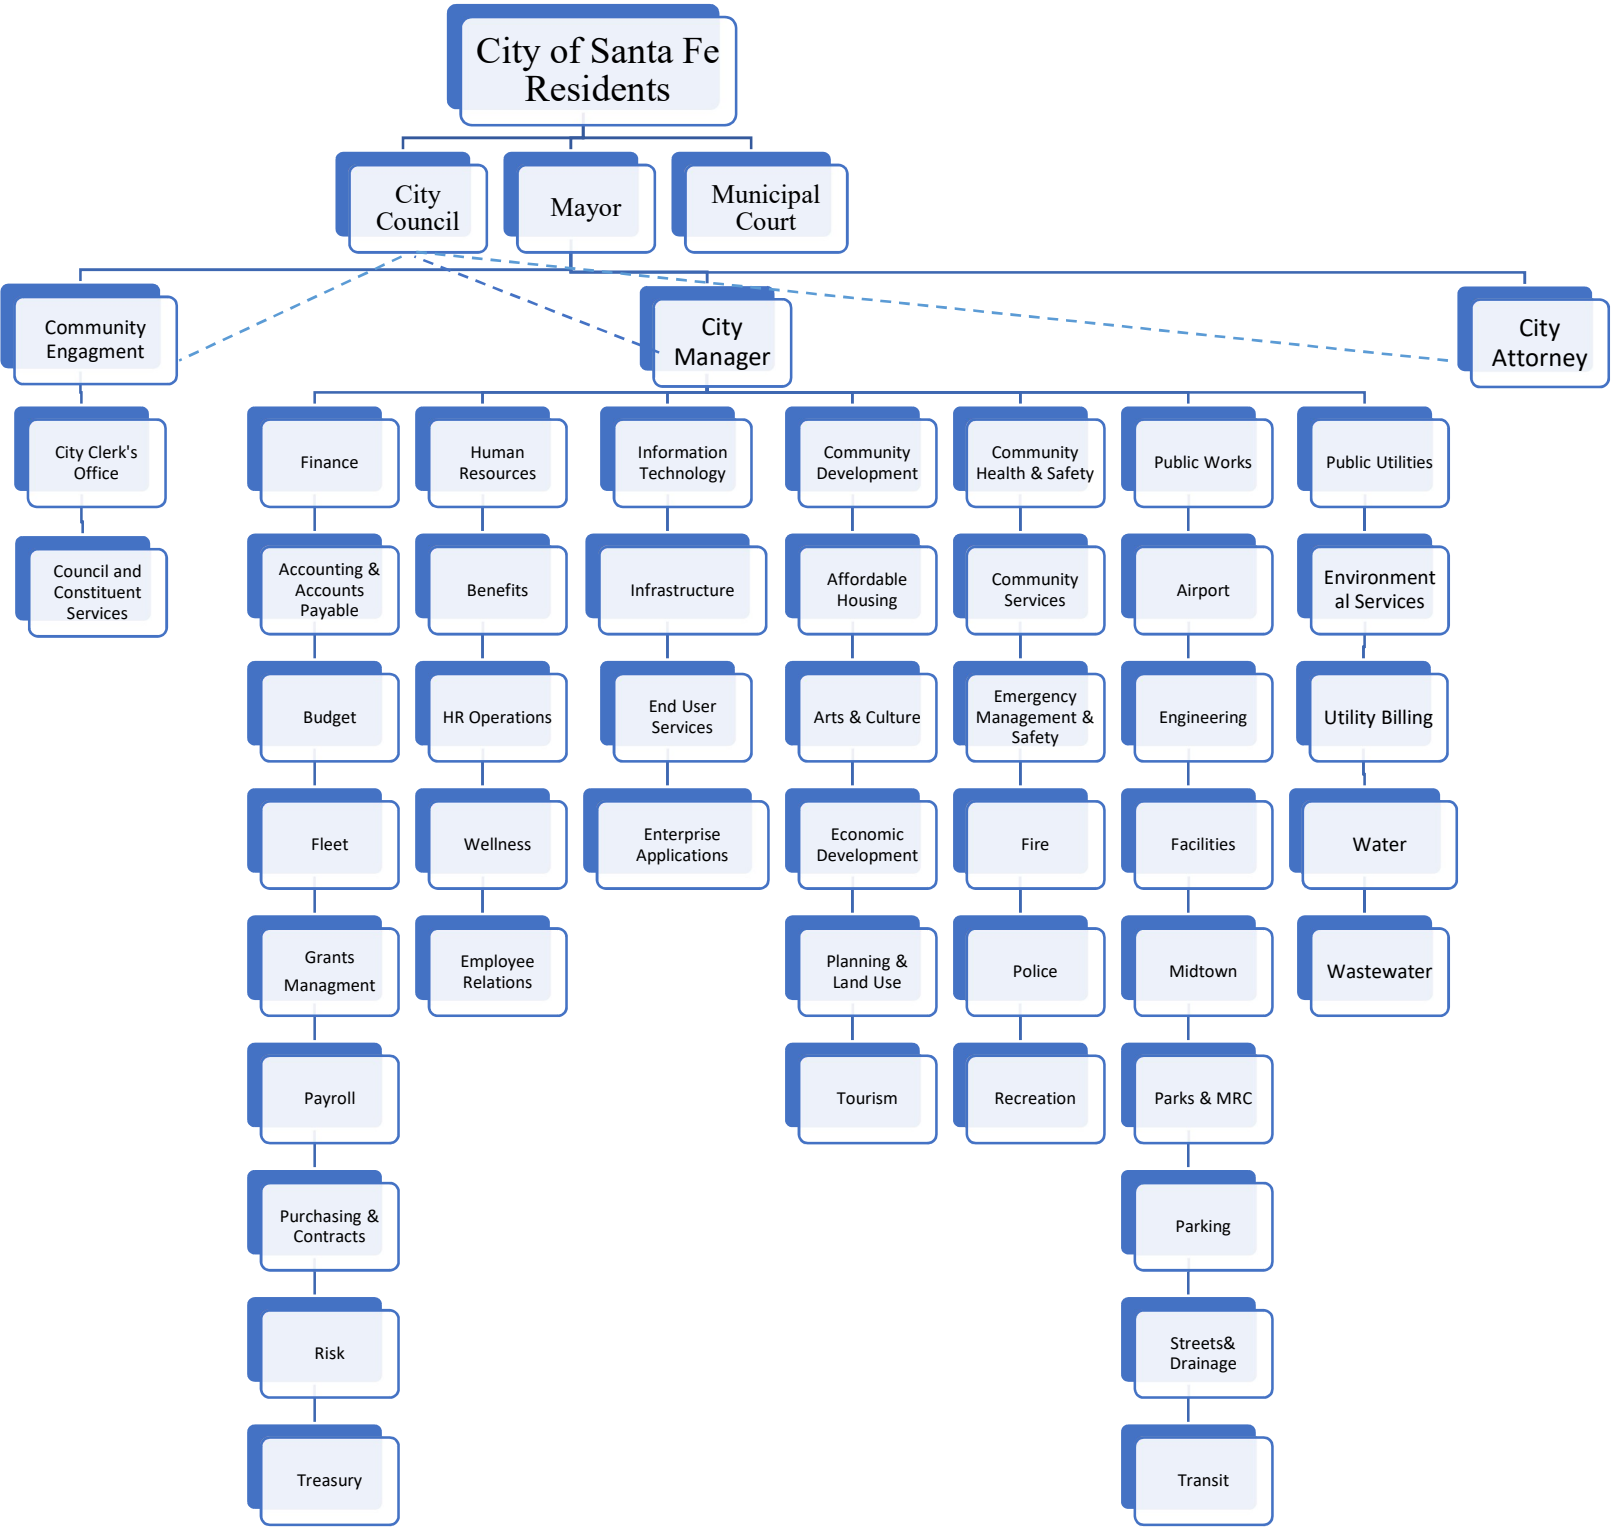 City of Santa Fe
Residents
City
Council
Mayor
Municipal
Court
Community
Engagment
City
Manager
City
Attorney
City Clerk's
Office
Council and
Constituent
Services
Finance
Accounting &
Accounts
Payable
Budget
Fleet
Grants
Managment
Payroll
Purchasing &
Contracts
Risk
Treasury
Human
Resources
Benefits
HR Operations
Wellness
Employee
Relations
Information
Technology
Infrastructure
End User
Services
Enterprise
Applications
Community
Development
Affordable
Housing
Arts & Culture
Economic
Development
Planning &
Land Use
Tourism
Community
Health & Safety
Community
Services
Emergency
Management &
Safety
Fire
Police
Recreation
Public Works
Airport
Engineering
Facilities
Midtown
Parks & MRC
Parking
Streets&
Drainage
Transit
Public Utilities
Environment
al Services
Utility Billing
Water
Wastewater